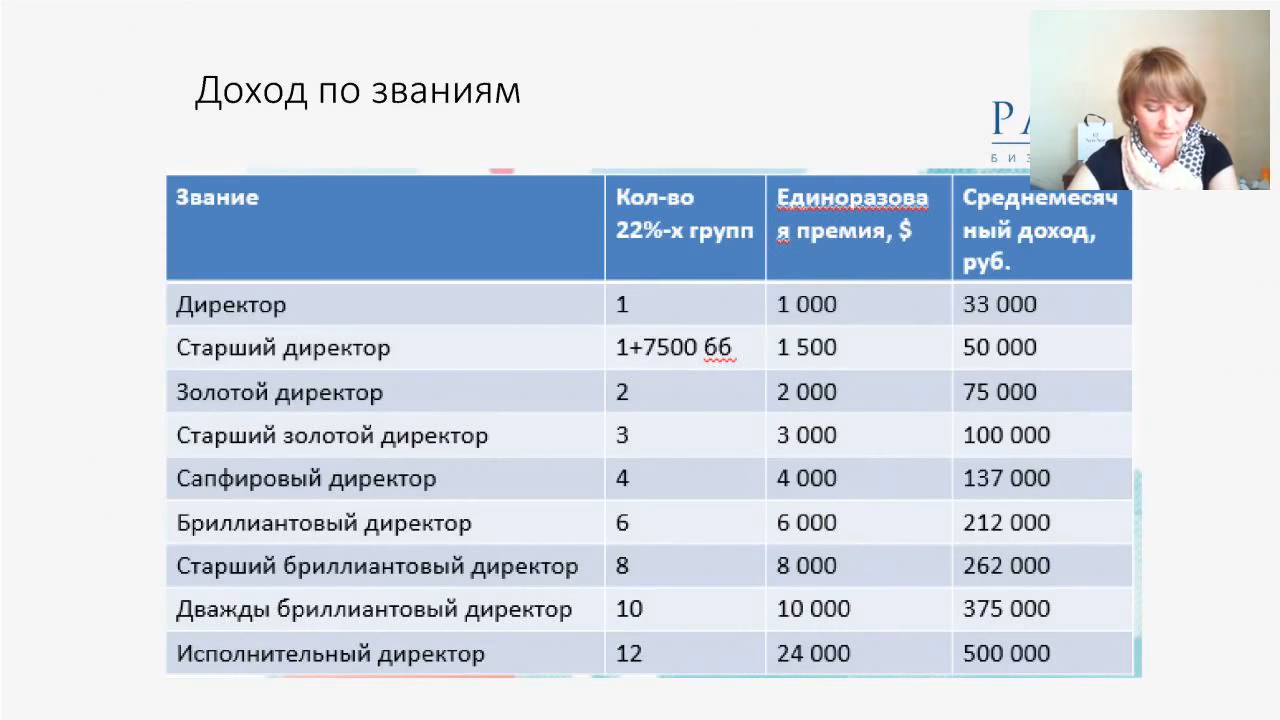 Доход по званиям
РА
БИЗ
Звание
Кол-во
22%-х групп
Единоразова
я премия, $
Среднемесяч
ный доход,
руб.
Директор 1 1 000 33 000
Старший директор 1+7500 бб 1 500 50 000
Золотой директор 2 2 000 75 000
Старший золотой директор 3 3 000 100 000
Сапфировый директор 4 4 000 137 000
Бриллиантовый директор 6 6 000 212 000
Старший бриллиантовый директор 8 8 000 262 000
Дважды бриллиантовый директор 10 10 000 375 000
Исполнительный директор 12 24 000 500 000